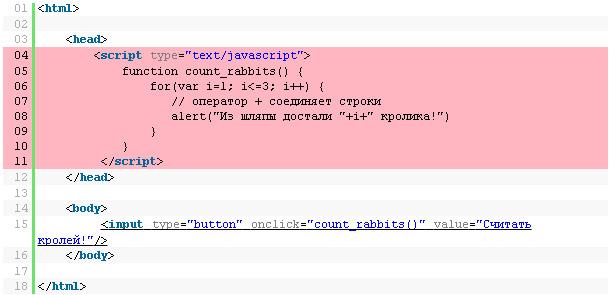 01 <html>
02
03 <head>
04 <script type="text/javascript">
05 function count_rabbits() {
06 for(var i=1; i<=3; i++) {
07 // оператор + соединяет строки
08 alert("Из шляпы достали "+i+" кролика!")
09 }
10 }
11 </script>
12 </head>
13
14 <body>
15 <input type="button" onclick="count_rabbits()" value="Считать
кролей!"/>
16 </body>
17
18 </html>